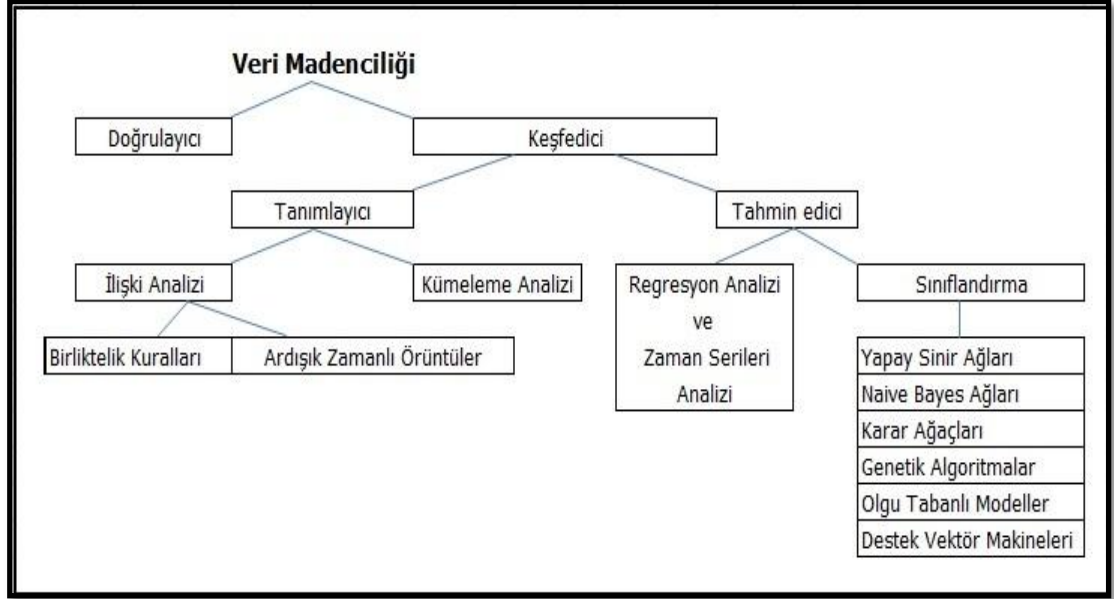 Veri Madenciliği
Doğrulayıcı
Keşfedici
Tanımlayıcı
Tahmin edici
İlişki Analizi
Kümeleme Analizi
Regresyon Analizi
ve
Zaman Serileri
Analizi
Sınıflandırma
Birliktelik Kuralları
Ardışık Zamanlı Örüntüler
Yapay Sinir Ağları
Naive Bayes Ağları
Karar Ağaçları
Genetik Algoritmalar
Olgu Tabanlı Modeller
Destek Vektör Makineleri